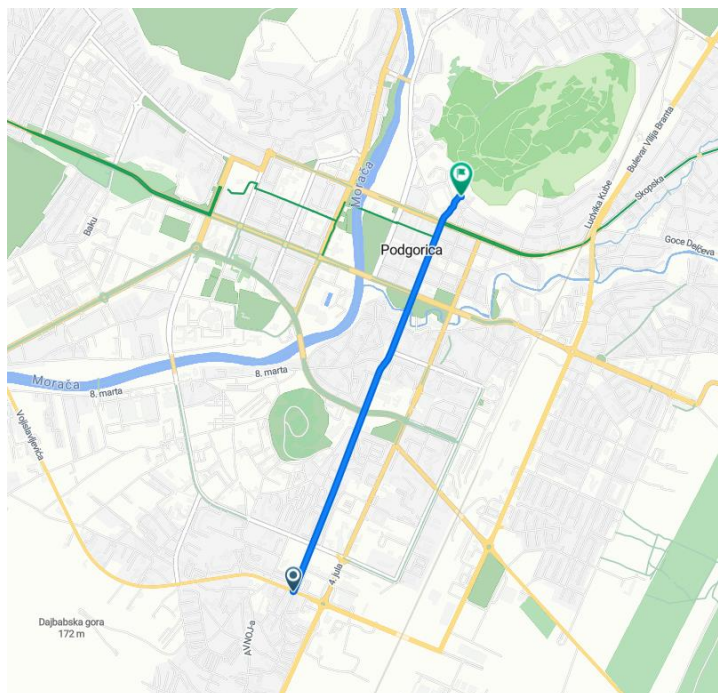 Morača
Bulevar Vilija Branta
Ludvika Kube
Skopska
Baku
Goce Delčeva
Podgorica
Morača
8. marta
8. marta
Vojislavljevića
4. jula
Dajbabska gora
172 m
AVNOJ-a